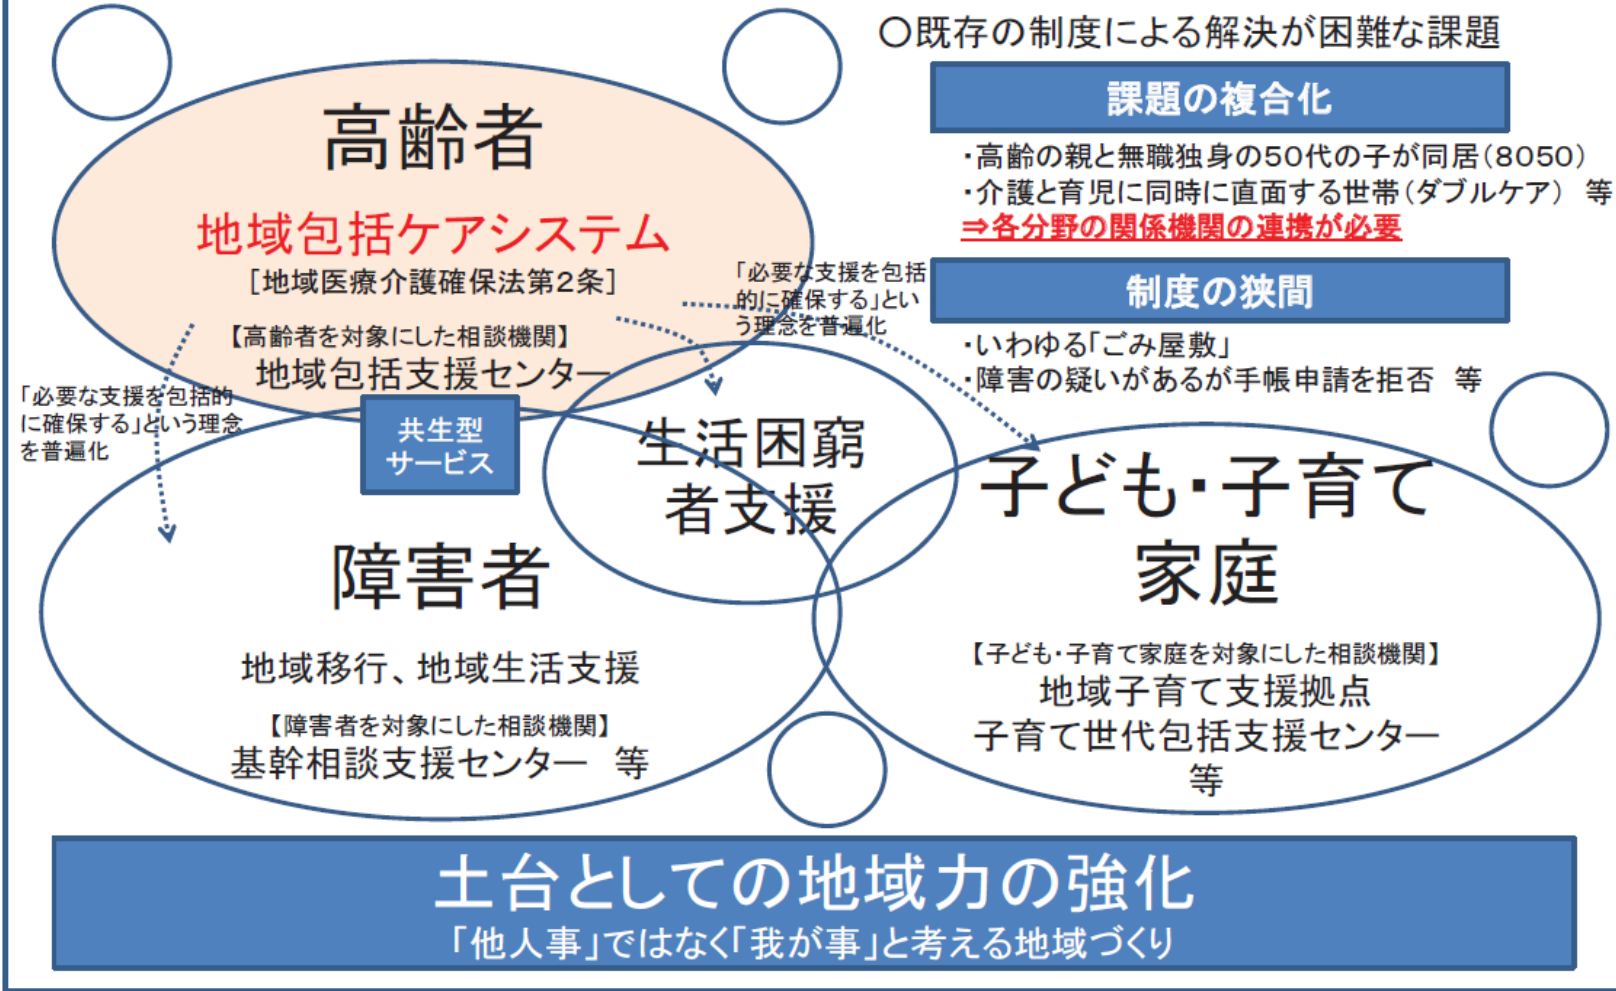 〇既存の制度による解決が困難な課題
課題の複合化
・高齢の親と無職独身の50代の子が同居(8050)
・介護と育児に同時に直面する世帯(ダブルケア) 等
⇒各分野の関係機関の連携が必要
制度の狭間
・いわゆる「ごみ屋敷」
・障害の疑いがあるが手帳申請を拒否 等
高齢者
地域包括ケアシステム
[地域医療介護確保法第2条]
【高齢者を対象にした相談機関】
地域包括支援センター
「必要な支援を包括
的に確保する」とい
う理念を普遍化
「必要な支援を包括的
に確保する」という理念
を普遍化
共生型
サービス
生活困窮
者支援
障害者
地域移行、地域生活支援
【障害者を対象にした相談機関】
基幹相談支援センター 等
子ども・子育て
家庭
【子ども・子育て家庭を対象にした相談機関】
地域子育て支援拠点
子育て世代包括支援センター
等
土台としての地域力の強化
「他人事」ではなく「我が事」と考える地域づくり